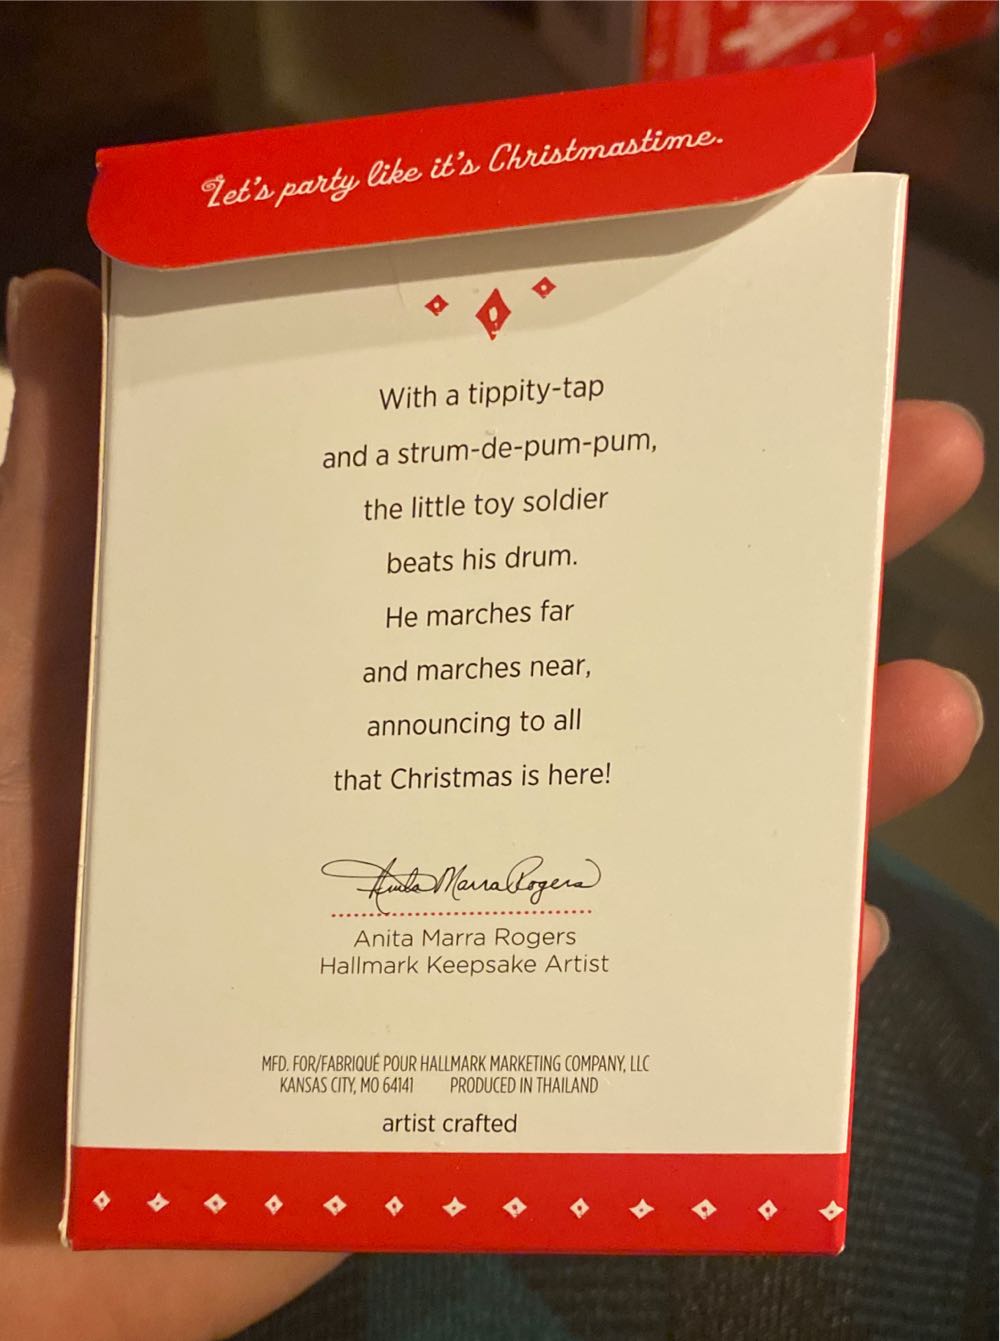 Let's party like it's Christmastime.
With a tippity-tap
and a strum-de-pum-pum,
the little toy soldier
beats his drum.
He marches far
and marches near,
announcing to all
that Christmas is here!
Anita Marra Rogers
Anita Marra Rogers
Hallmark Keepsake Artist
MFD. FOR/FABRIQUÉ POUR HALLMARK MARKETING COMPANY, LLC
KANSAS CITY, MO 64141 PRODUCED IN THAILAND
artist crafted